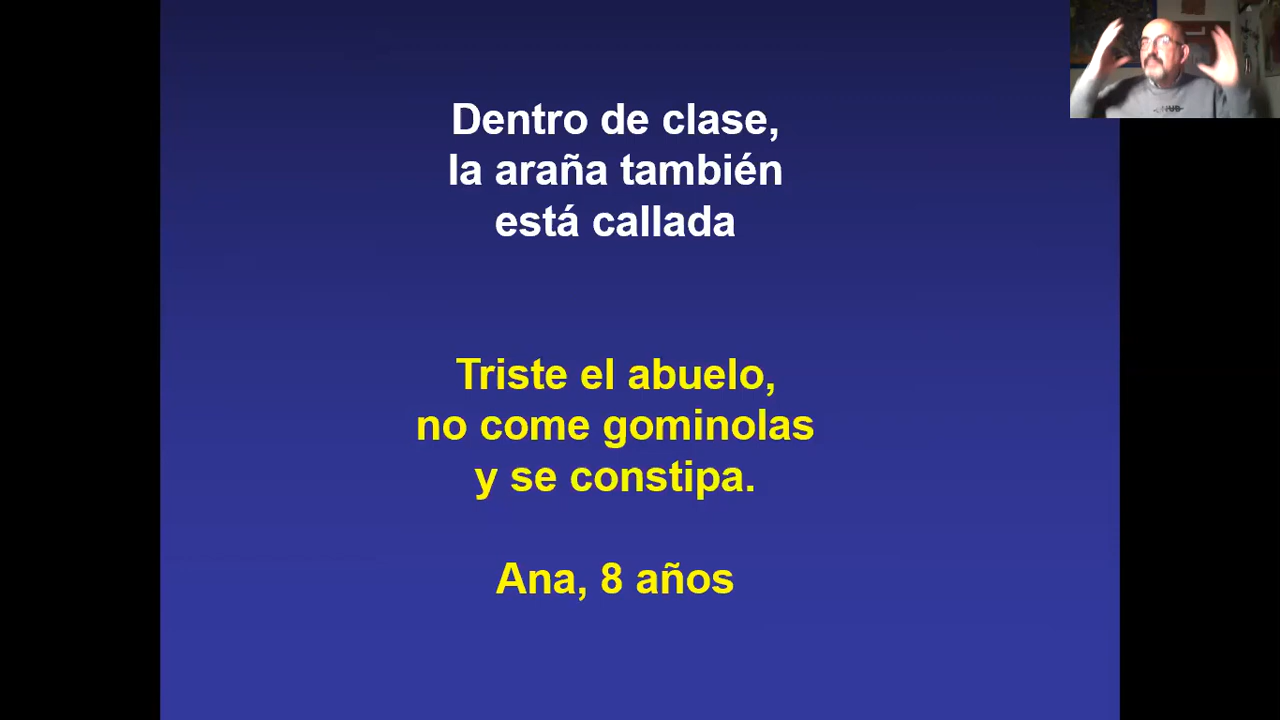 Dentro de clase,
la araña también
está callada
Triste el abuelo,
no come gominolas
y se constipa.
Ana, 8 años